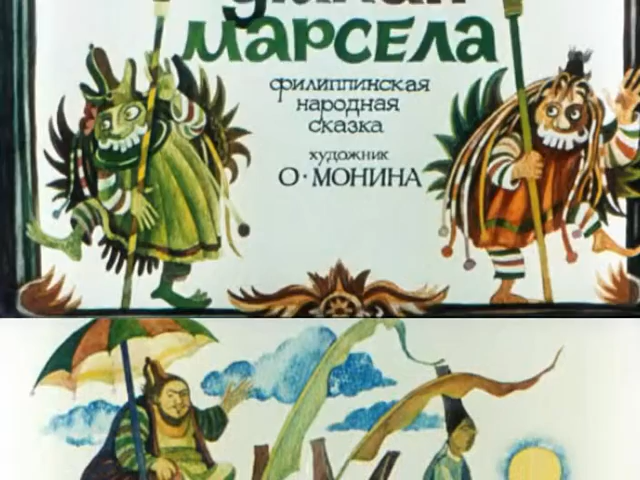 Марсела
филиппинская
народная
сказка
художник
О·МОНИНА